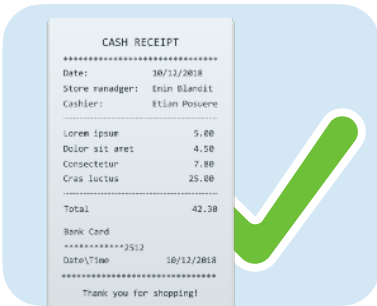 CASH RECEIPT
********************************
Date: 10/12/2018
Store manadger: Enin Blandit
Cashier: Etian Posuere
Lorem ipsum 5.00
Dolor sit amet 4.50
Consectetur 7.80
Cras luctus 25.00
Total 42.30
Bank Card
************2512
Date\Time 10/12/2018
********************************
Thank you for shopping!